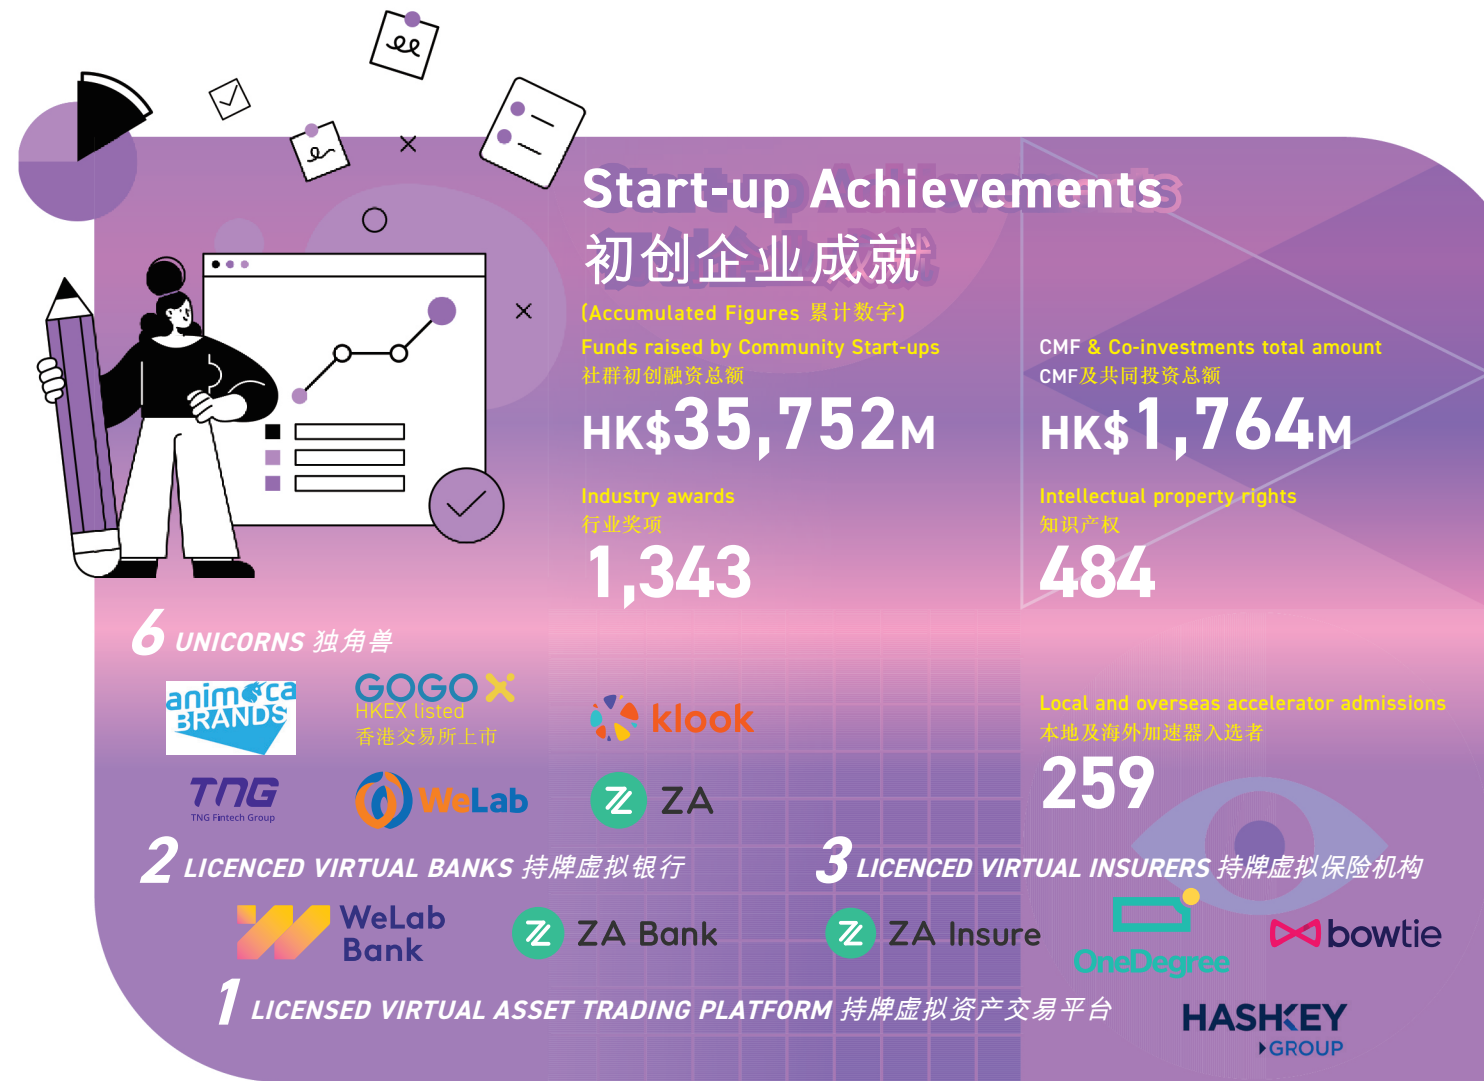 Start-up Achievements
初创企业成就
(Accumulated Figures 累计数字)
Funds raised by Community Start-ups
社群初创融资总额
HK$35,752M
CMF & Co-investments total amount
CMF及共同投资总额
HK$1,764M
Industry awards
行业奖项
1,343
Intellectual property rights
知识产权
484
6 UNICORNS 独角兽
animoca
BRANDS
GOGOX
HKEX listed
香港交易所上市
klook
TNG
TNG Fintech Group
WeLab
ZA
Local and overseas accelerator admissions
本地及海外加速器入选者
259
2 LICENCED VIRTUAL BANKS 持牌虚拟银行
WeLab
Bank
ZA Bank
3 LICENCED VIRTUAL INSURERS 持牌虚拟保险机构
ZA Insure
OneDegree
bowtie
1 LICENSED VIRTUAL ASSET TRADING PLATFORM 持牌虚拟资产交易平台
HASHKEY
GROUP